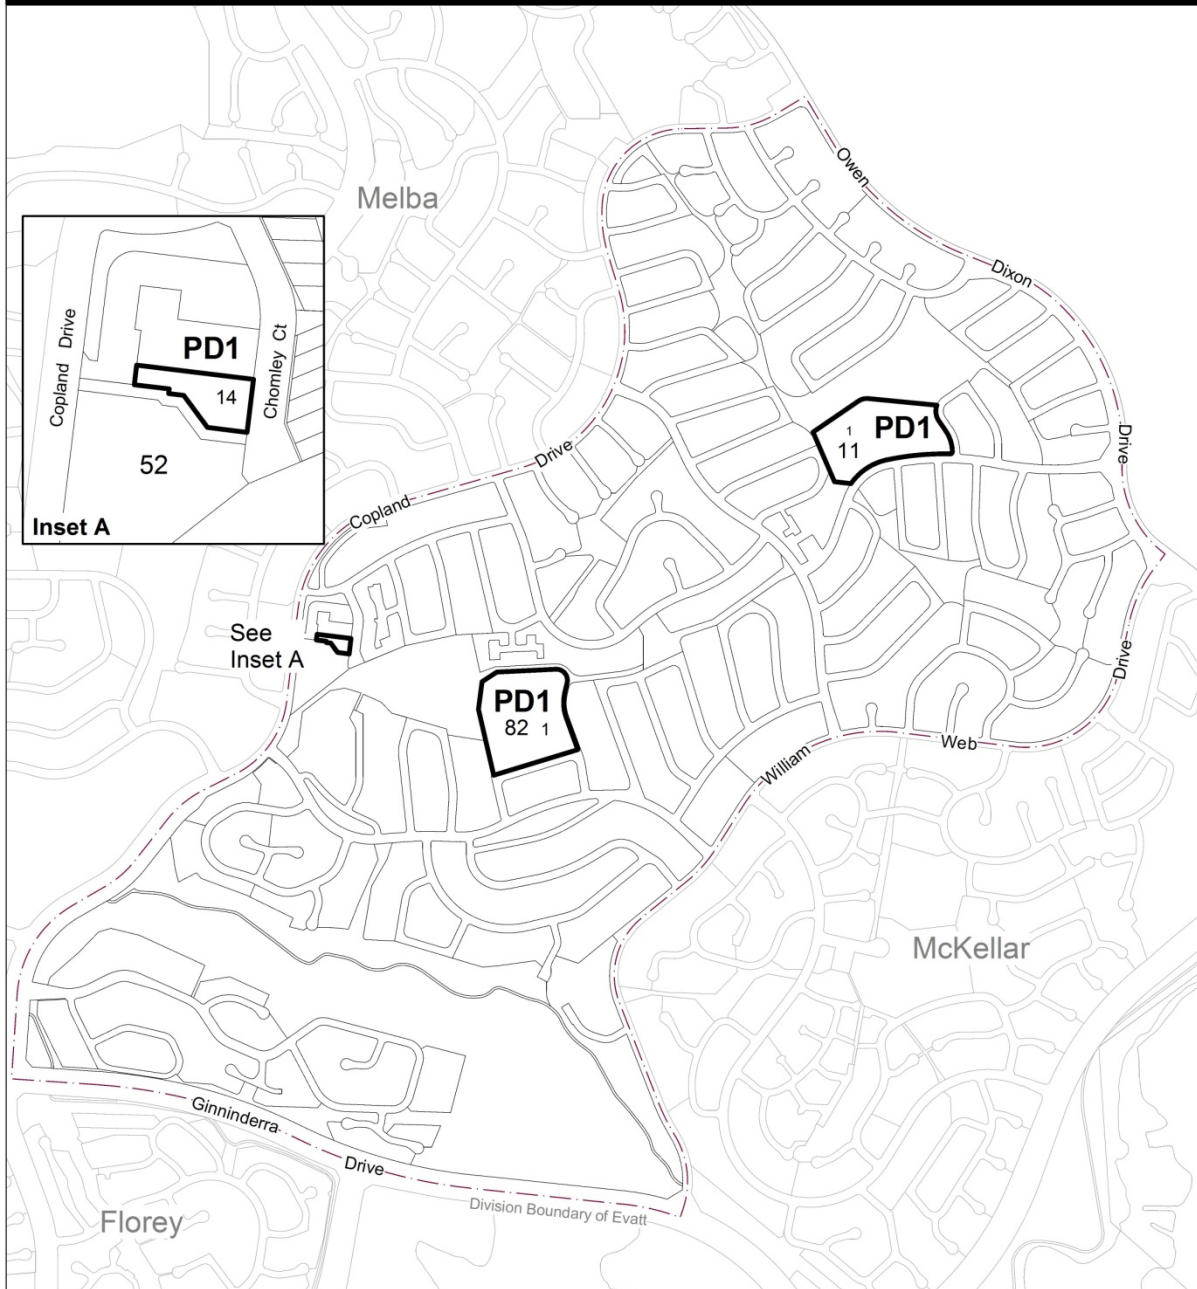 Melba
Owen
Dixon
Drive
Copland Drive
PD1
Chomley Ct
14
52
Inset A
PD1
1
11
Drive
Copland
See
Inset A
Drive
PD1
82 1
William
Web
McKellar
Ginninderra
Drive
Division Boundary of Evatt
Florey